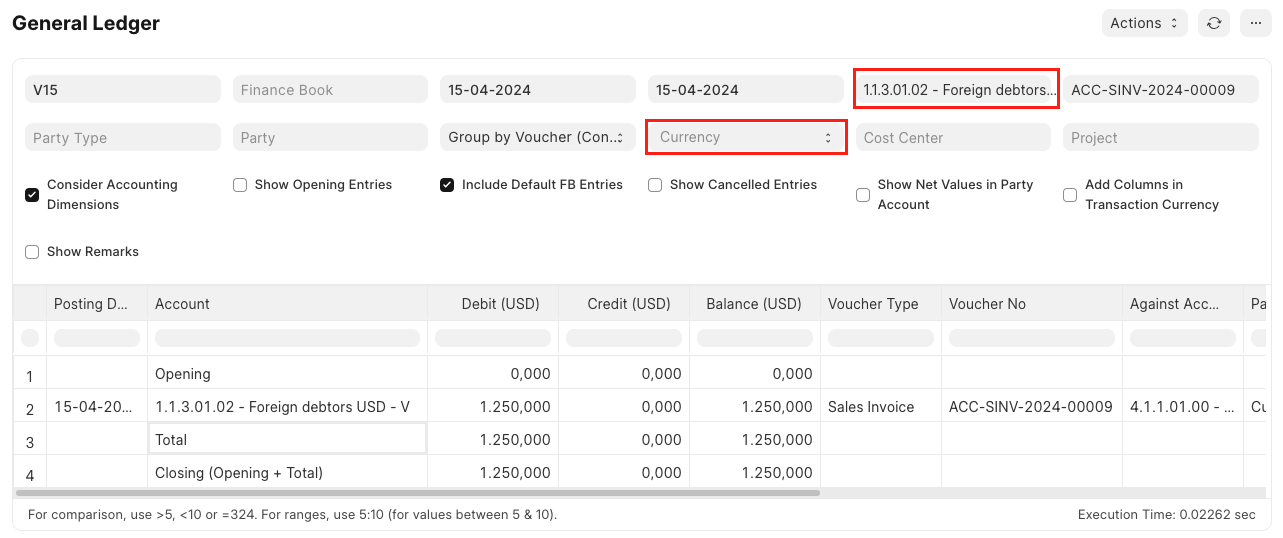 General Ledger
Actions
...
V15
Finance Book
15-04-2024
15-04-2024
1.1.3.01.02 - Foreign debtors...
ACC-SINV-2024-00009
Party Type
Party
Group by Voucher (Con...
Currency
Cost Center
Project
Consider Accounting
Dimensions
Show Opening Entries
Include Default FB Entries
Show Cancelled Entries
Show Net Values in Party
Account
Add Columns in
Transaction Currency
Show Remarks
Posting D... Account Debit (USD) Credit (USD) Balance (USD) Voucher Type Voucher No Against Acc... Pa
1 Opening 0,000 0,000 0,000
2 15-04-20... 1.1.3.01.02 - Foreign debtors USD - V 1.250,000 0,000 1.250,000 Sales Invoice ACC-SINV-2024-00009 4.1.1.01.00 - ... Cu
3 Total 1.250,000 0,000 1.250,000
4 Closing (Opening + Total) 1.250,000 0,000 1.250,000
For comparison, use >5, <10 or =324. For ranges, use 5:10 (for values between 5 & 10).
Execution Time: 0.02262 sec